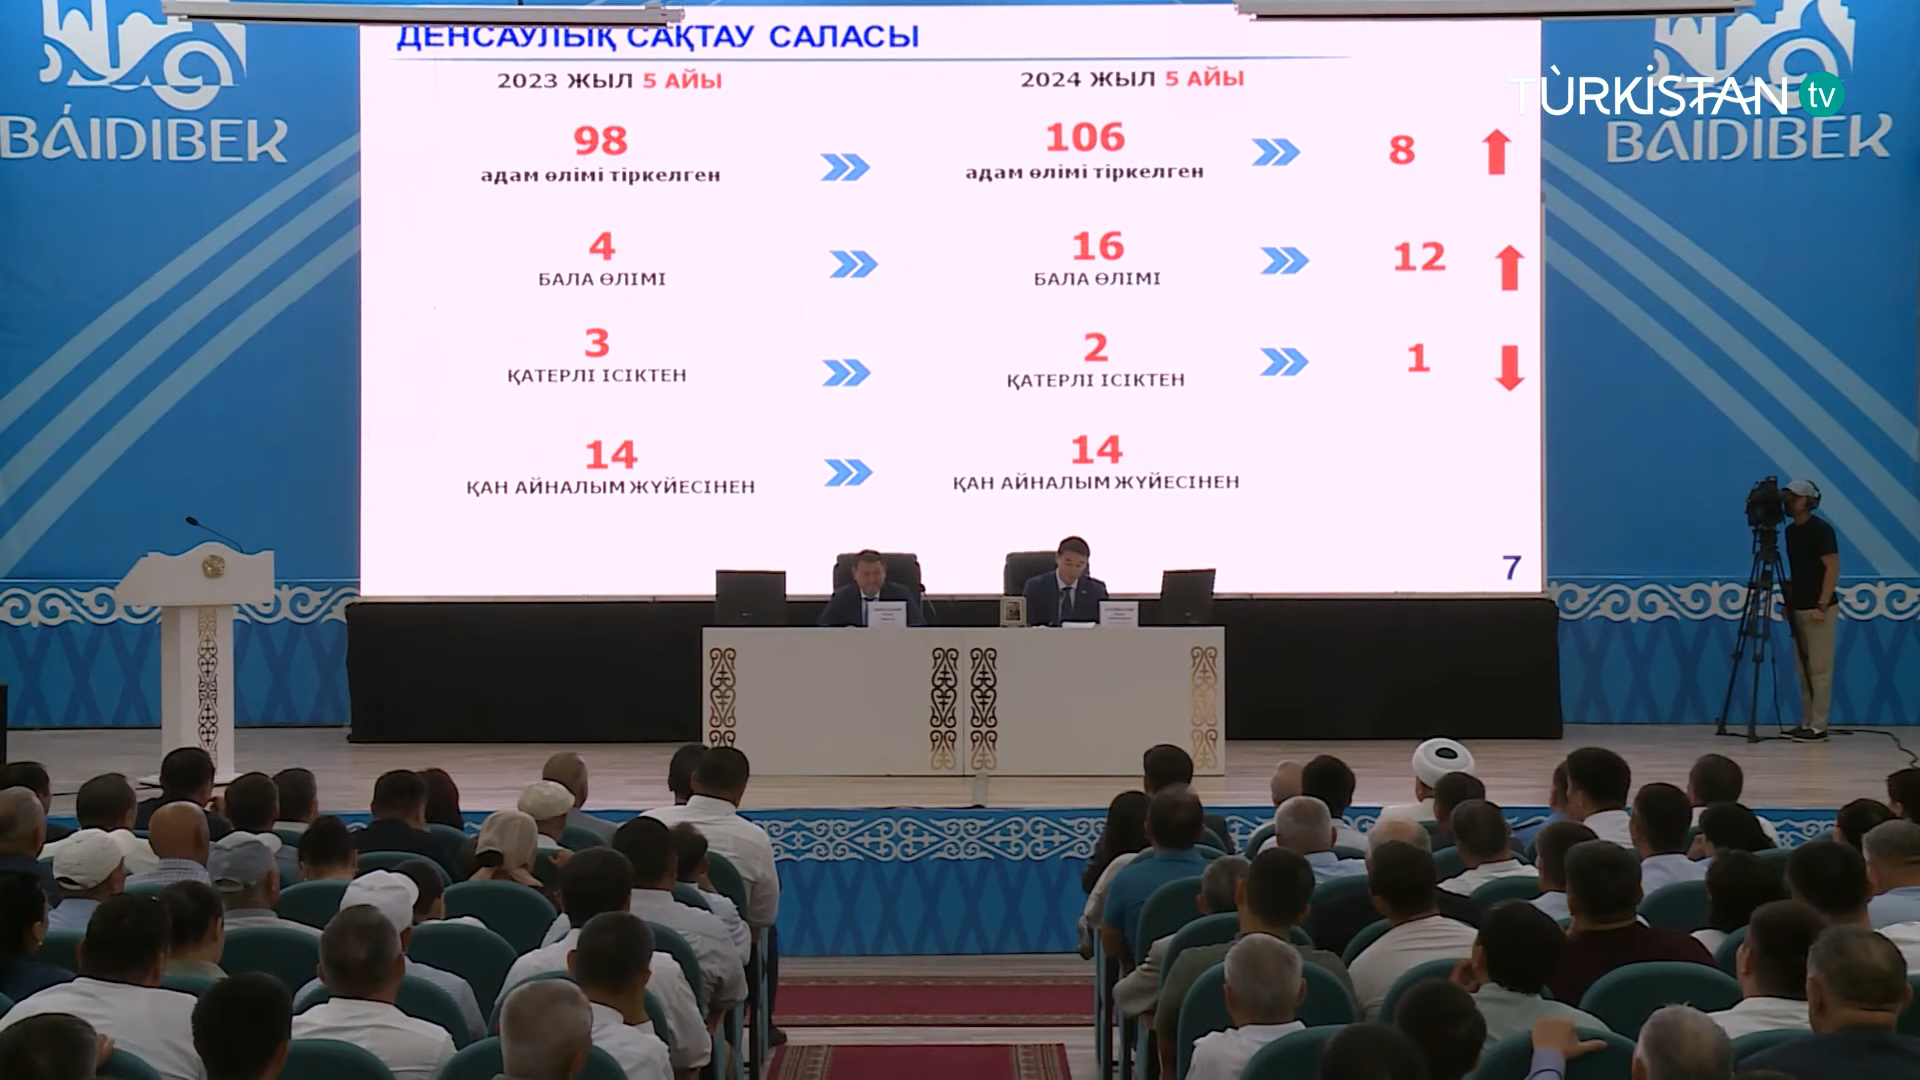 ДЕНСАУЛЫҚ САҚТАУ САЛАСЫ
2023 ЖЫЛ 5 АЙЫ
2024 ЖЫЛ 5 АЙЫ
TÙRKİSTAN tv
BÁIDIBEK
BÁIDIBEK
98
106
8
адам өлімі тіркелген
адам өлімі тіркелген
4
16
12
БАЛА ӨЛІМІ
БАЛА ӨЛІМІ
3
2
1
ҚАТЕРЛІ ІСІКТЕН
ҚАТЕРЛІ ІСІКТЕН
14
14
ҚАН АЙНАЛЫМ ЖҮЙЕСІНЕН
ҚАН АЙНАЛЫМ ЖҮЙЕСІНЕН
7